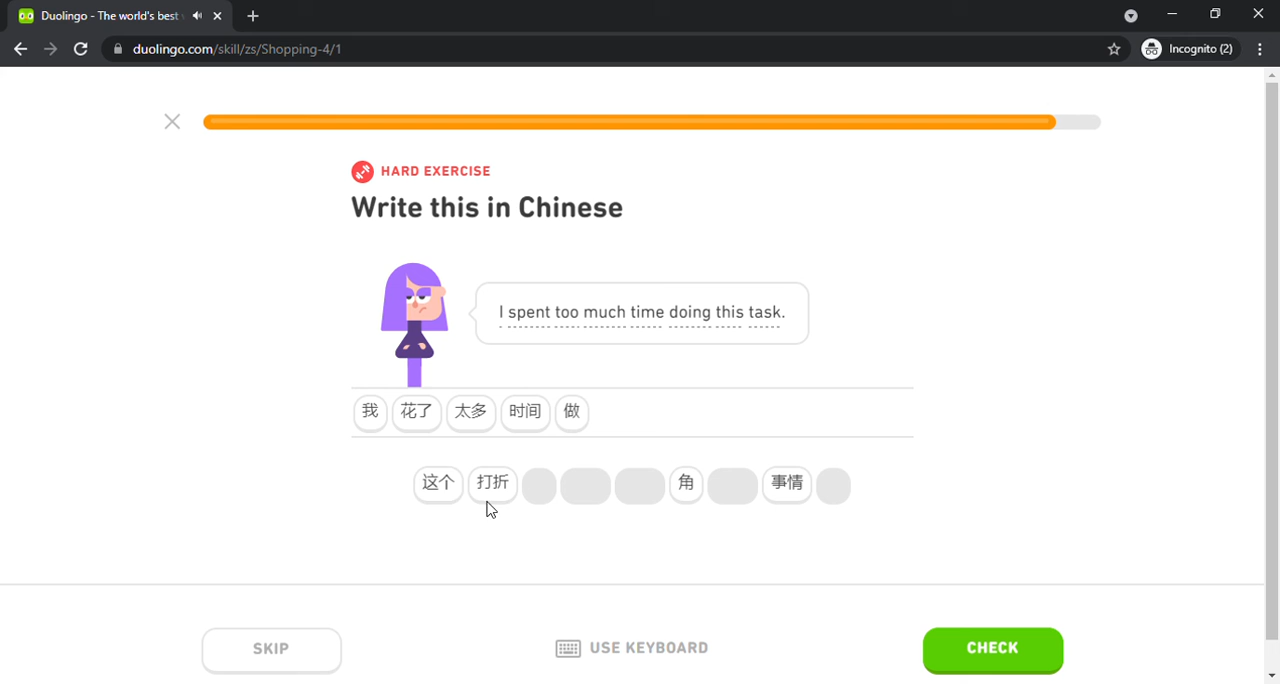 Duolingo - The world's best
duolingo.com/skill/zs/Shopping-4/1
Incognito (2)
HARD EXERCISE
Write this in Chinese
I spent too much time doing this task.
我 花了 太多 时间 做
这个 打折 角 事情
SKIP
USE KEYBOARD
CHECK